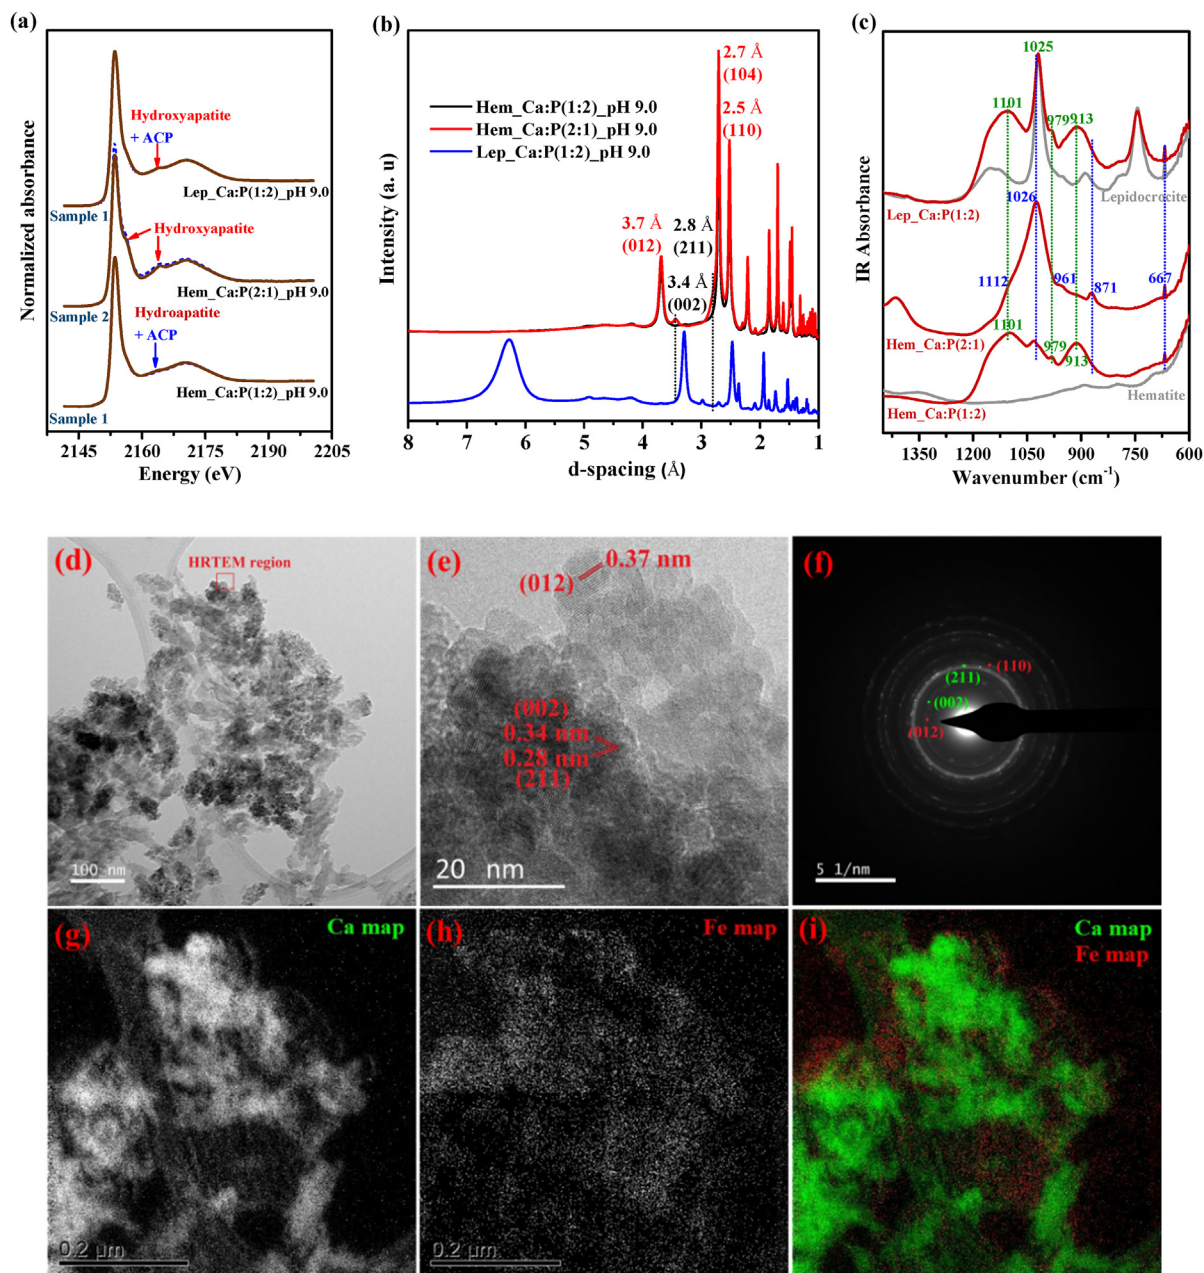 (a)
Normalized absorbance
Hydroxyapatite
+ ACP
Lep_Ca:P(1:2)_pH 9.0
Sample 1
Hydroxyapatite
Hem_Ca:P(2:1)_pH 9.0
Sample 2
Hydroapatite
+ ACP
Hem_Ca:P(1:2)_pH 9.0
Sample 1
2145 2160 2175 2190 2205
Energy (eV)
(b)
Intensity (a. u)
Hem_Ca:P(1:2)_pH 9.0
Hem_Ca:P(2:1)_pH 9.0
Lep_Ca:P(1:2)_pH 9.0
2.7 Å
(104)
2.5 Å
(110)
3.7 Å
(012)
2.8 Å
(211)
3.4 Å
(002)
8 7 6 5 4 3 2 1
d-spacing (Å)
(c)
IR Absorbance
1025
1101
979 913
Lep_Ca:P(1:2)
1026
Lepidocrocite
1112
961
871
667
Hem_Ca:P(2:1)
1101
979
913
Hem_Ca:P(1:2)
Hematite
1350 1200 1050 900 750 600
Wavenumber (cm⁻¹)
(d)
HRTEM region
100 nm
(e)
0.37 nm
(012)
(002)
0.34 nm
0.28 nm
(211)
20 nm
(f)
(110)
(211)
(002)
(012)
5 1/nm
(g)
Ca map
0.2 µm
(h)
Fe map
0.2 µm
(i)
Ca map
Fe map